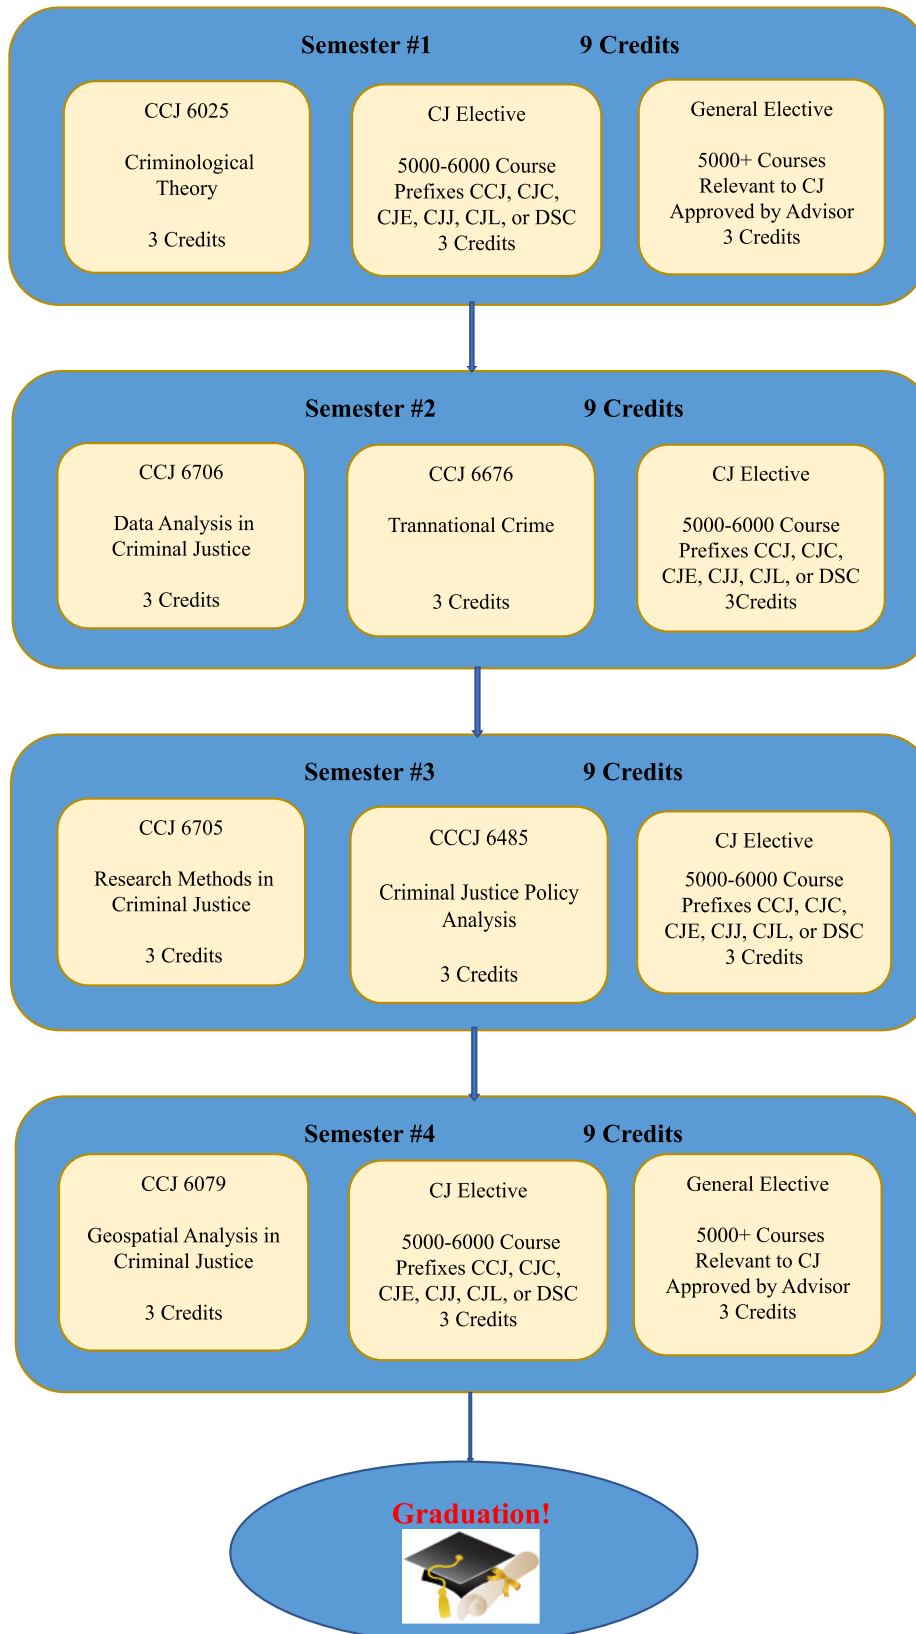 Semester #1 9 Credits
CCJ 6025
Criminological
Theory
3 Credits
CJ Elective
5000-6000 Course
Prefixes CCJ, CJC,
CJE, CJJ, CJL, or DSC
3 Credits
General Elective
5000+ Courses
Relevant to CJ
Approved by Advisor
3 Credits
Semester #2 9 Credits
CCJ 6706
Data Analysis in
Criminal Justice
3 Credits
CCJ 6676
Trannational Crime
3 Credits
CJ Elective
5000-6000 Course
Prefixes CCJ, CJC,
CJE, CJJ, CJL, or DSC
3Credits
Semester #3 9 Credits
CCJ 6705
Research Methods in
Criminal Justice
3 Credits
CCCJ 6485
Criminal Justice Policy
Analysis
3 Credits
CJ Elective
5000-6000 Course
Prefixes CCJ, CJC,
CJE, CJJ, CJL, or DSC
3 Credits
Semester #4 9 Credits
CCJ 6079
Geospatial Analysis in
Criminal Justice
3 Credits
CJ Elective
5000-6000 Course
Prefixes CCJ, CJC,
CJE, CJJ, CJL, or DSC
3 Credits
General Elective
5000+ Courses
Relevant to CJ
Approved by Advisor
3 Credits
Graduation!